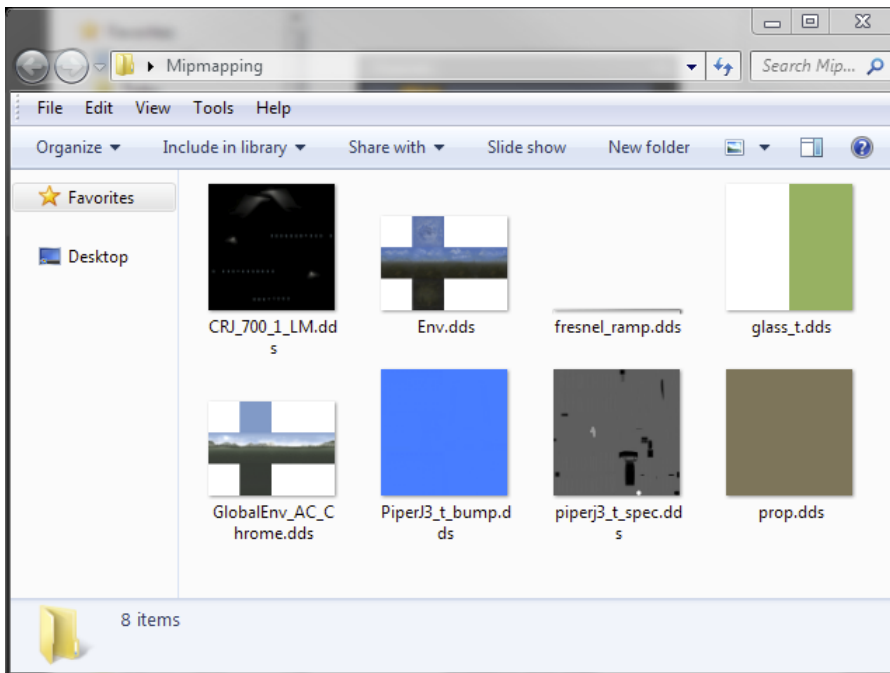 Mipmapping
Search Mip...
File Edit View Tools Help
Organize Include in library Share with Slide show New folder
Favorites
Desktop
CRJ_700_1_LM.dd
s
Env.dds
fresnel_ramp.dds
glass_t.dds
GlobalEnv_AC_C
hrome.dds
PiperJ3_t_bump.d
ds
piperj3_t_spec.dd
s
prop.dds
8 items